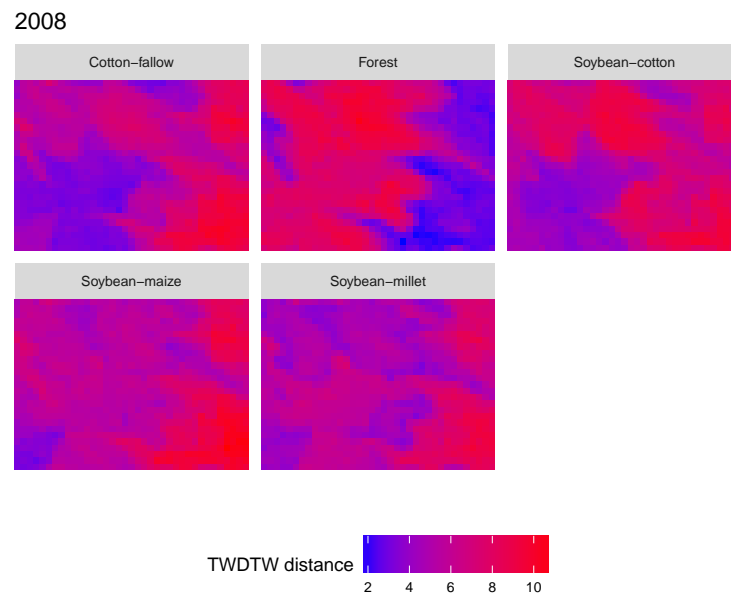 2008
Cotton−fallow
Forest
Soybean−cotton
Soybean−maize
Soybean−millet
TWDTW distance
2 4 6 8 10